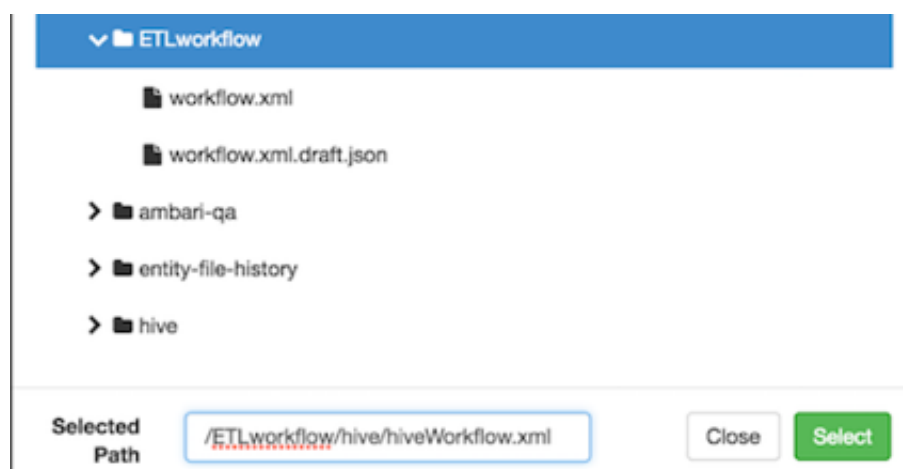 ETLworkflow
workflow.xml
workflow.xml.draft.json
ambari-qa
entity-file-history
hive
Selected
Path
/ETLworkflow/hive/hiveWorkflow.xml
Close
Select